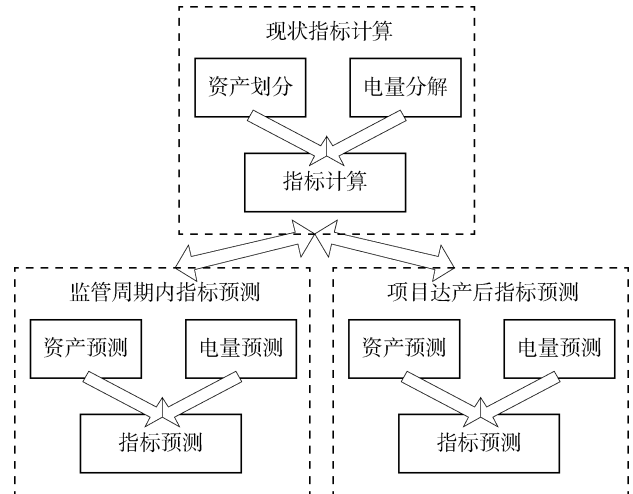 现状指标计算
资产划分
电量分解
指标计算
监管周期内指标预测
资产预测
电量预测
指标预测
项目达产后指标预测
资产预测
电量预测
指标预测